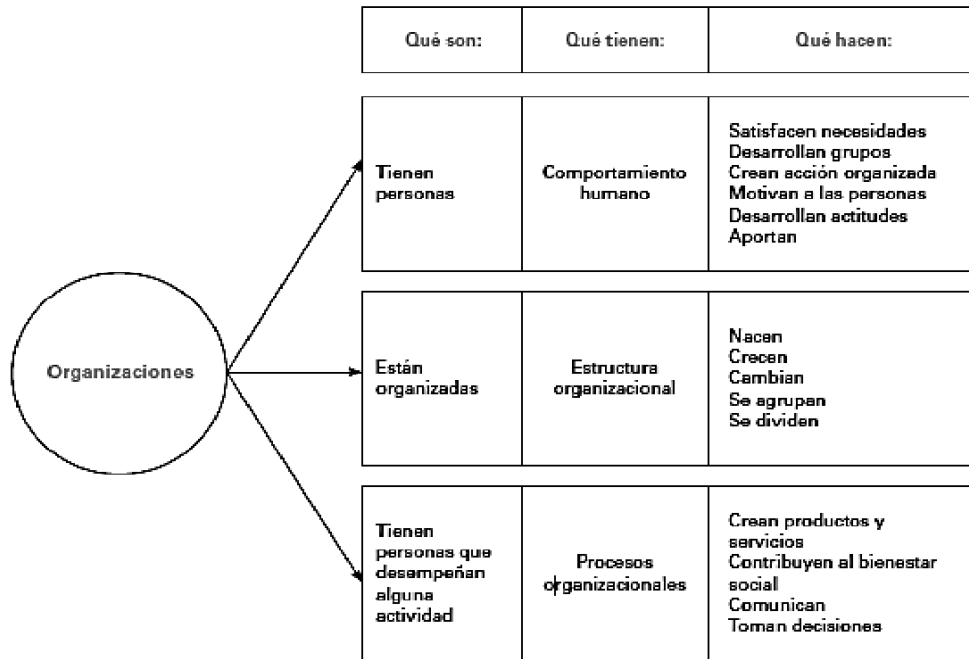 Qué son:
Qué tienen:
Qué hacen:
Tienen
personas
Comportamiento
humano
Satisfacen necesidades
Desarrollan grupos
Crean acción organizada
Motivan a las personas
Desarrollan actitudes
Aportan
Organizaciones
Están
organizadas
Estructura
organizacional
Nacen
Crecen
Cambian
Se agrupan
Se dividen
Tienen
personas que
desempeñan
alguna
actividad
Procesos
organizacionales
Crean productos y
servicios
Contribuyen al bienestar
social
Comunican
Toman decisiones